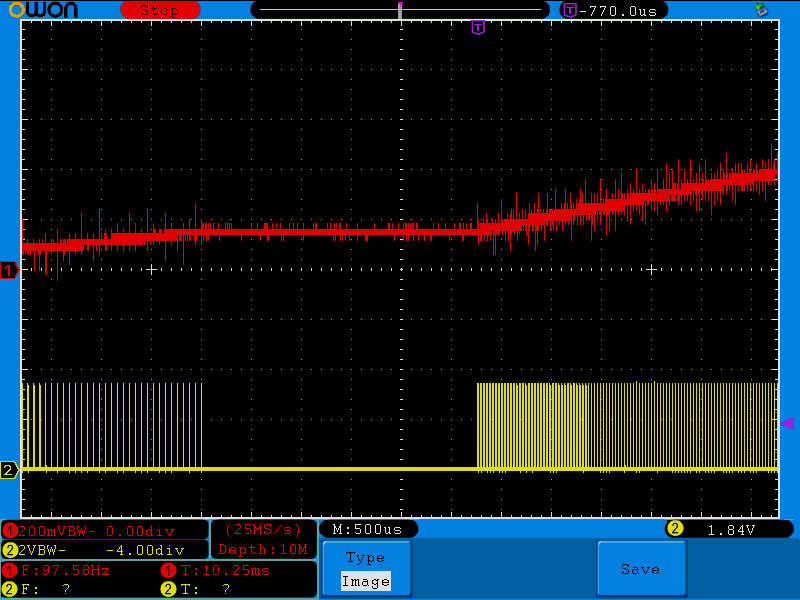 OWON Stop T -770.0us
T
1
2
1 200mVBW- 0.00div (25MS/s) M:500us 2 1.84V
2 2VBW- -4.00div Depth:10M
1 F:97.58Hz 1 T:10.25ms
2 F: ? 2 T: ?
Type
Image
Save